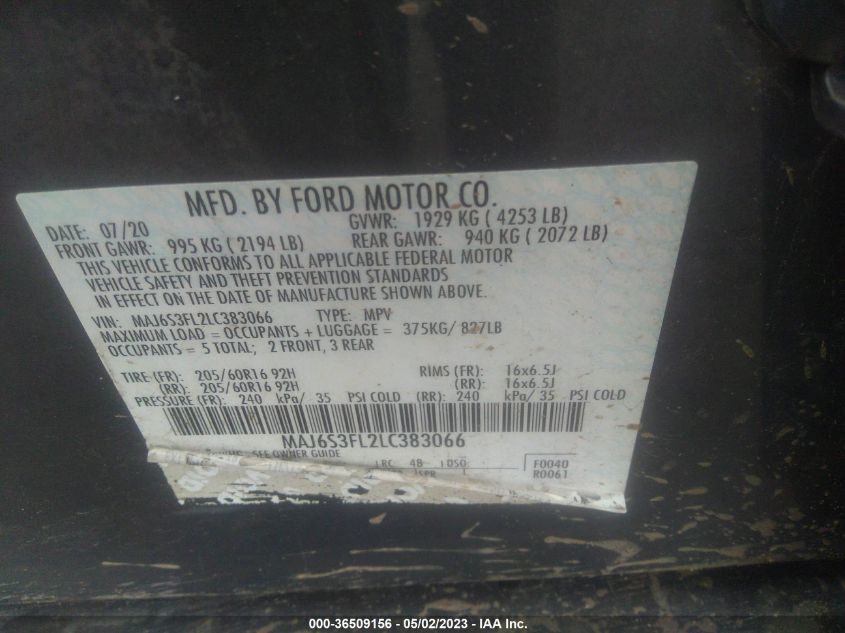 MFD. BY FORD MOTOR CO.
DATE: 07/20 GVWR: 1929 KG ( 4253 LB)
FRONT GAWR: 995 KG ( 2194 LB) REAR GAWR: 940 KG ( 2072 LB)
THIS VEHICLE CONFORMS TO ALL APPLICABLE FEDERAL MOTOR
VEHICLE SAFETY AND THEFT PREVENTION STANDARDS
IN EFFECT ON THE DATE OF MANUFACTURE SHOWN ABOVE.
VIN: MAJ6S3FL2LC383066 TYPE: MPV
MAXIMUM LOAD = OCCUPANTS + LUGGAGE = 375KG/ 827LB
OCCUPANTS = 5 TOTAL; 2 FRONT, 3 REAR
TIRE (FR): 205/60R16 92H RIMS (FR): 16x6.5J
(RR): 205/60R16 92H (RR): 16x6.5J
PRESSURE (FR): 240 kPa/ 35 PSI COLD (RR): 240 kPa/ 35 PSI COLD
MAJ6S3FL2LC383066
SEE OWNER GUIDE
RC 48 DSO F0040
SPR R0061
000-36509156 - 05/02/2023 - IAA Inc.